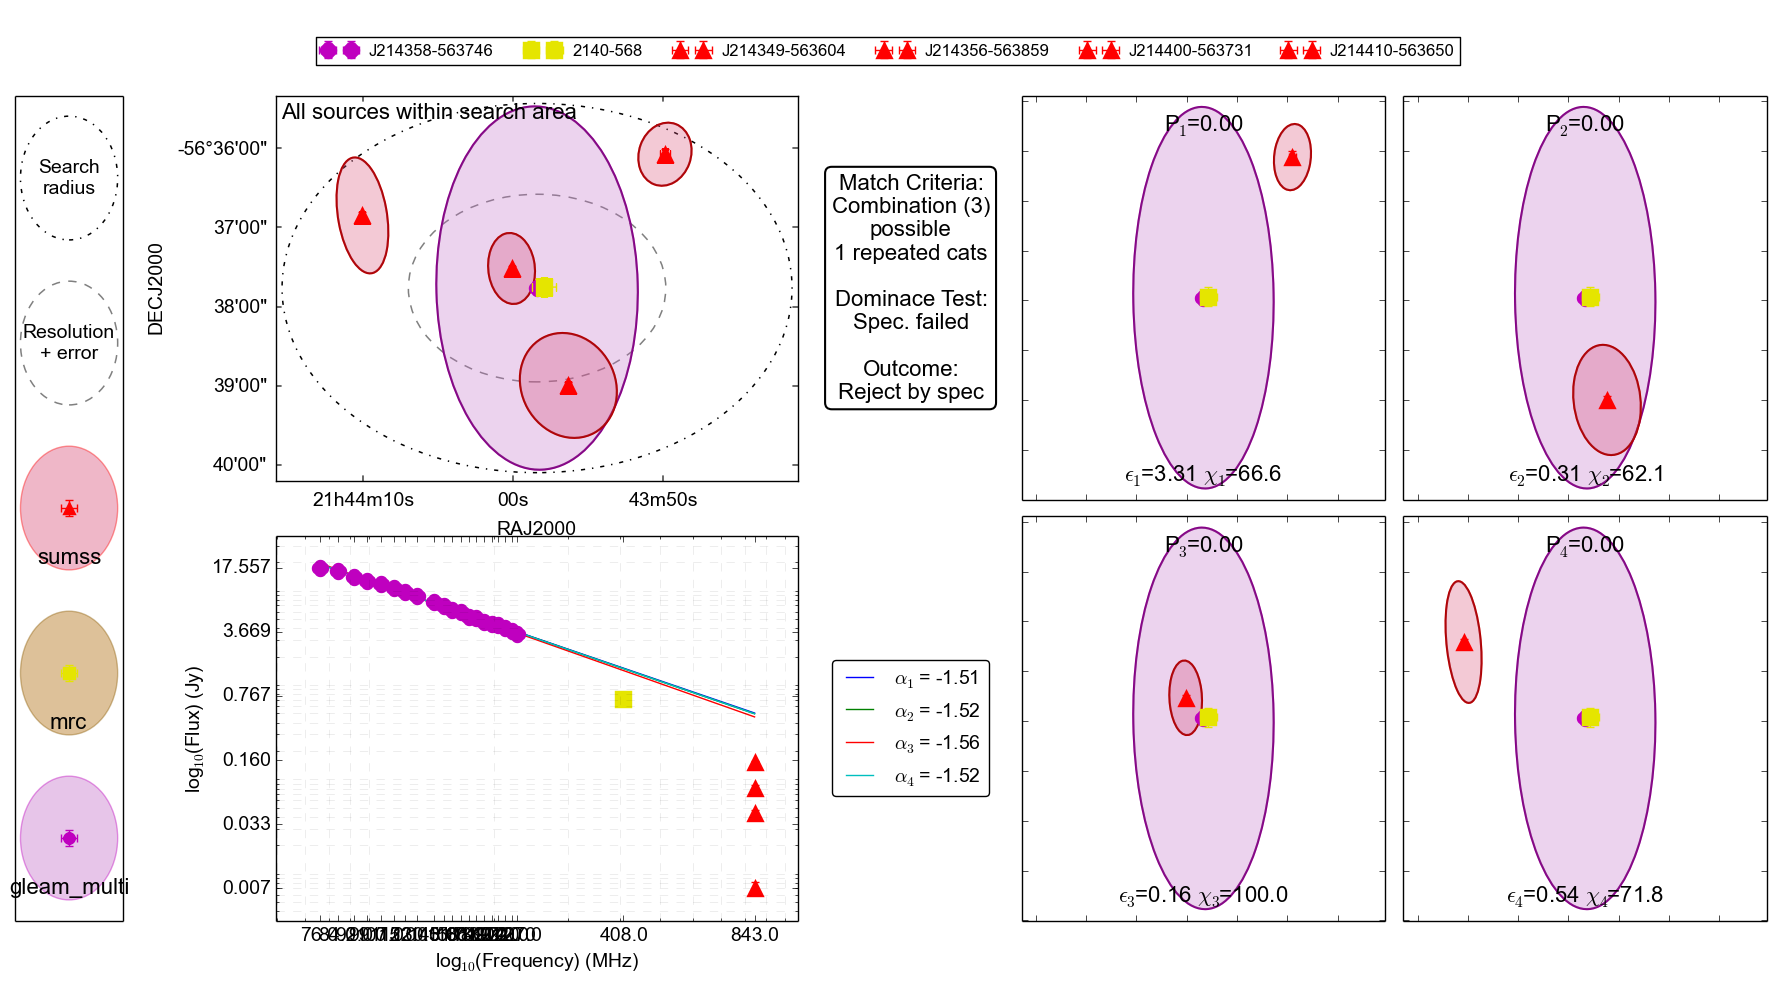 J214358-563746 2140-568 J214349-563604 J214356-563859 J214400-563731 J214410-563650
Search
radius
Resolution
+ error
sumss
mrc
gleam_multi
All sources within search area
DECJ2000
-56°36'00"
37'00"
38'00"
39'00"
40'00"
21h44m10s 00s 43m50s
RAJ2000
log₁₀(Flux) (Jy)
17.557
3.669
0.767
0.160
0.033
0.007
408.0 843.0
log₁₀(Frequency) (MHz)
Match Criteria:
Combination (3)
possible
1 repeated cats
Dominace Test:
Spec. failed
Outcome:
Reject by spec
α₁ = -1.51
α₂ = -1.52
α₃ = -1.56
α₄ = -1.52
P₁=0.00
ϵ₁=3.31 χ₁=66.6
P₂=0.00
ϵ₂=0.31 χ₂=62.1
P₃=0.00
ϵ₃=0.16 χ₃=100.0
P₄=0.00
ϵ₄=0.54 χ₄=71.8